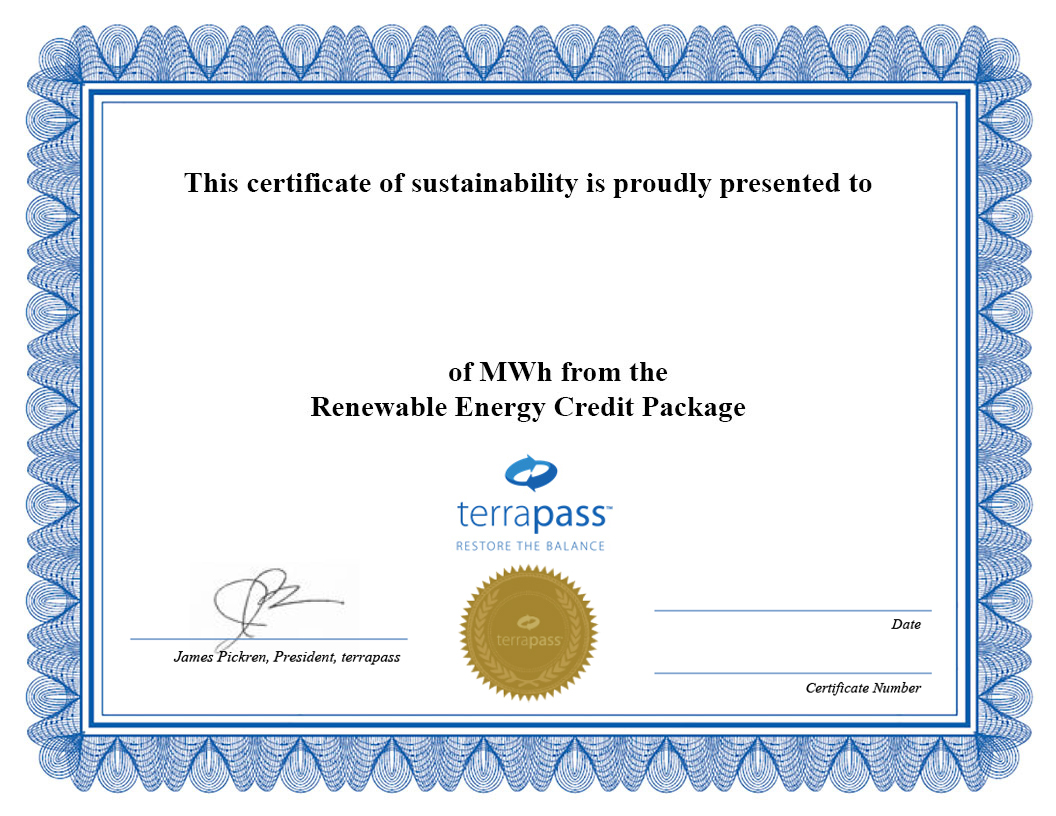 This certificate of sustainability is proudly presented to
of MWh from the
Renewable Energy Credit Package
terrapass™
RESTORE THE BALANCE
terrapass
James Pickren, President, terrapass
Date
Certificate Number